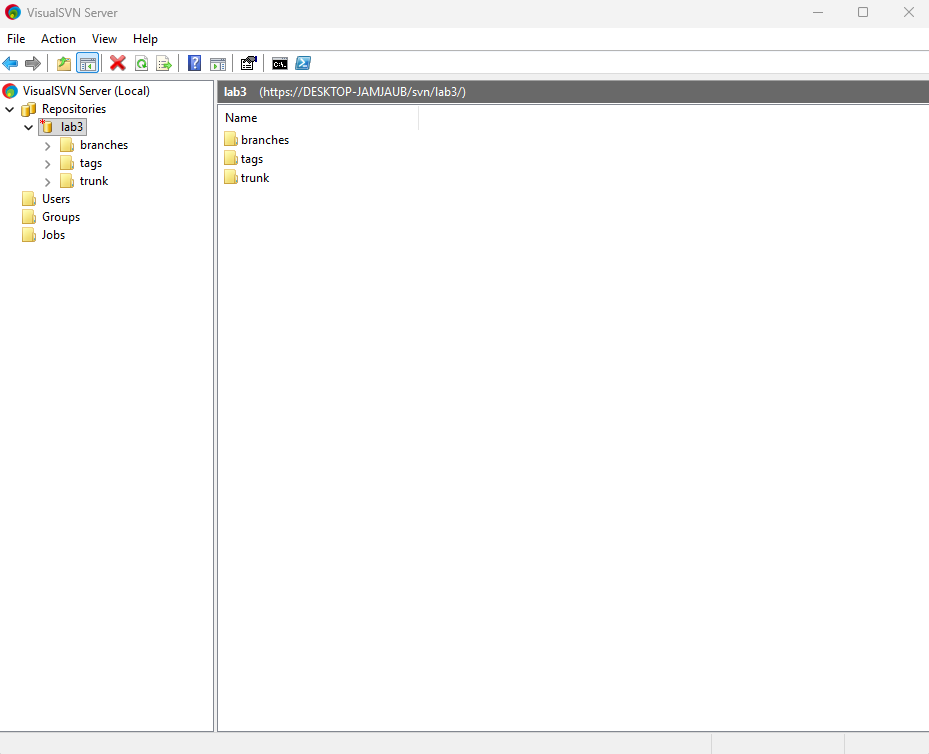 VisualSVN Server
File Action View Help
VisualSVN Server (Local)
Repositories
lab3
branches
tags
trunk
Users
Groups
Jobs
lab3 (https://DESKTOP-JAMJAUB/svn/lab3/)
Name
branches
tags
trunk